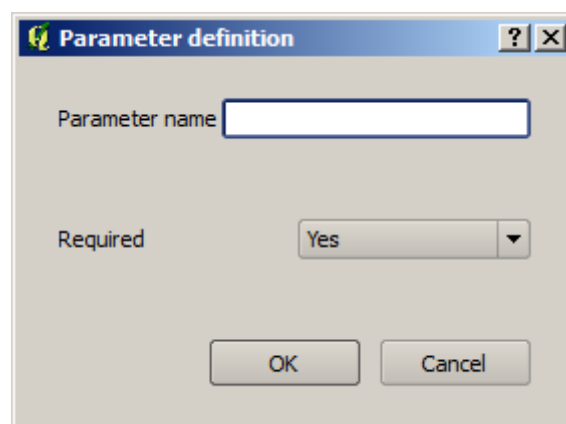 Parameter definition ?
Parameter name
Required Yes
OK Cancel